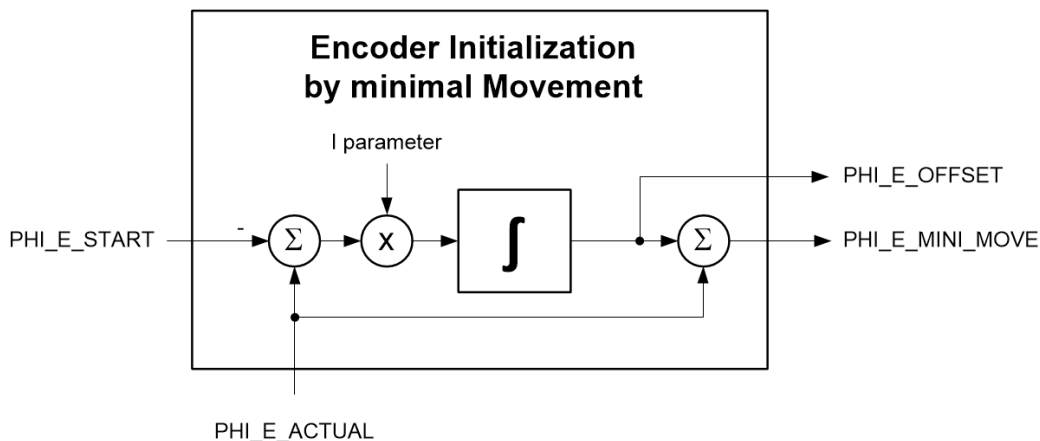 Encoder Initialization
by minimal Movement
I parameter
PHI_E_OFFSET
PHI_E_START
-
Σ
x
∫
Σ
PHI_E_MINI_MOVE
PHI_E_ACTUAL